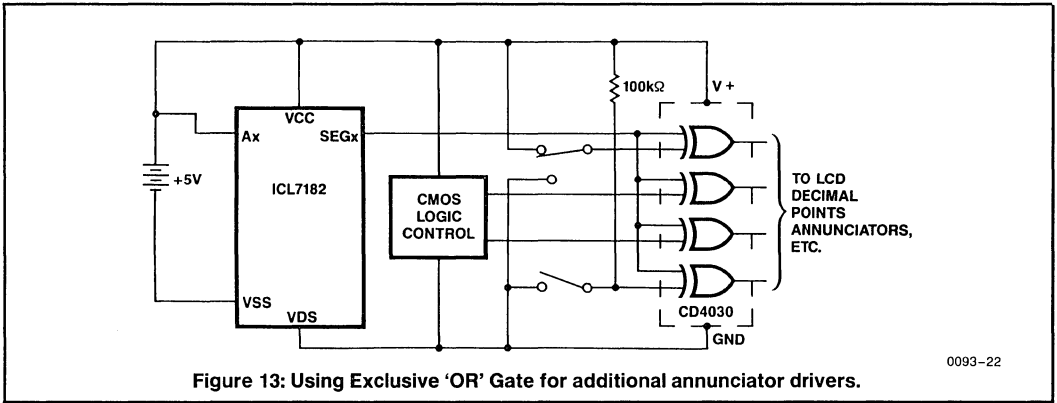 VCC
Ax
SEGx
+5V
ICL7182
VSS
VDS
CMOS
LOGIC
CONTROL
100kΩ
V +
CD4030
GND
TO LCD
DECIMAL
POINTS
ANNUNCIATORS,
ETC.
0093–22
Figure 13: Using Exclusive 'OR' Gate for additional annunciator drivers.